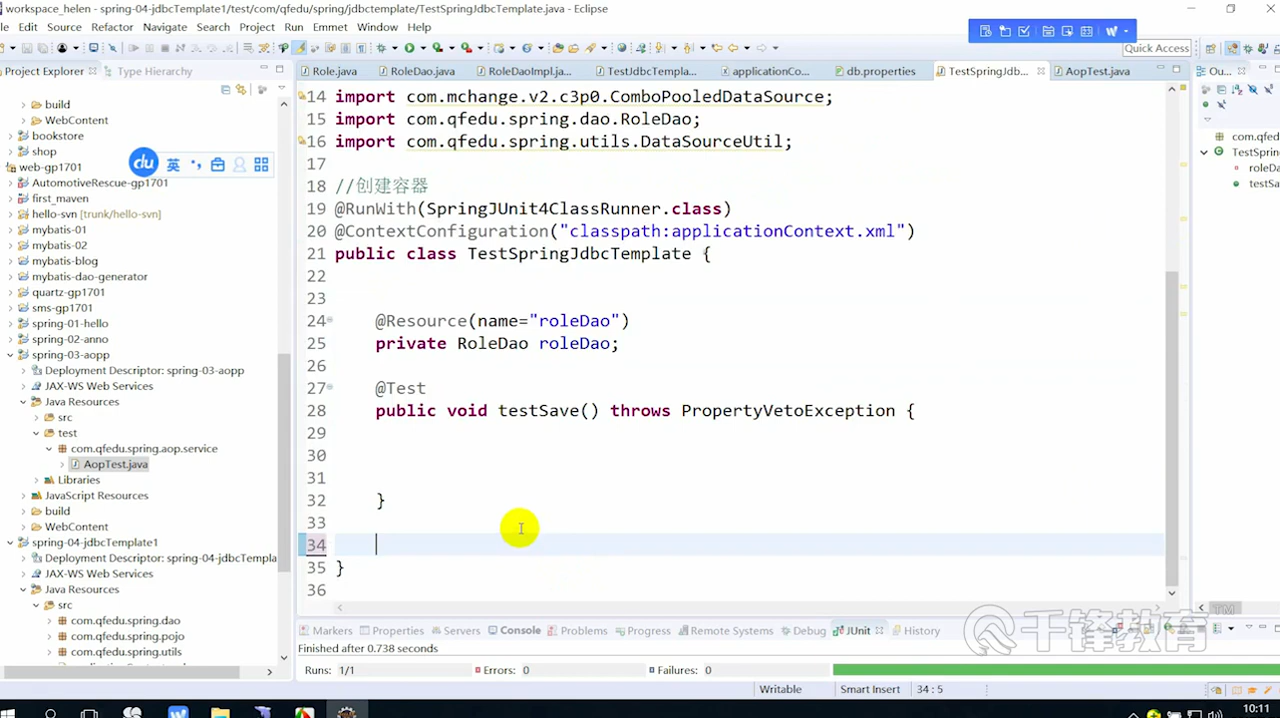 workspace_helen - spring-04-jdbcTemplate1/test/com/qfedu/spring/jdbctemplate/TestSpringJdbcTemplate.java - Eclipse
le Edit Source Refactor Navigate Search Project Run Emmet Window Help
Quick Access
Project Explorer Type Hierarchy
Role.java RoleDao.java RoleDaoImpl.ja... TestJdbcTempla... applicationCo... db.properties TestSpringJdb... AopTest.java Ou...
build
WebContent
bookstore
shop
web-gp1701
du 英
AutomotiveRescue-gp1701
first_maven
hello-svn [trunk/hello-svn]
mybatis-01
mybatis-02
mybatis-blog
mybatis-dao-generator
quartz-gp1701
sms-gp1701
spring-01-hello
spring-02-anno
spring-03-aopp
Deployment Descriptor: spring-03-aopp
JAX-WS Web Services
Java Resources
src
test
com.qfedu.spring.aop.service
AopTest.java
Libraries
JavaScript Resources
build
WebContent
spring-04-jdbcTemplate1
Deployment Descriptor: spring-04-jdbcTempla
JAX-WS Web Services
Java Resources
src
com.qfedu.spring.dao
com.qfedu.spring.pojo
com.qfedu.spring.utils
14 import com.mchange.v2.c3p0.ComboPooledDataSource;
15 import com.qfedu.spring.dao.RoleDao;
16 import com.qfedu.spring.utils.DataSourceUtil;
17
18 //创建容器
19 @RunWith(SpringJUnit4ClassRunner.class)
20 @ContextConfiguration("classpath:applicationContext.xml")
21 public class TestSpringJdbcTemplate {
22
23
24 @Resource(name="roleDao")
25 private RoleDao roleDao;
26
27 @Test
28 public void testSave() throws PropertyVetoException {
29
30
31
32 }
33
34
35 }
36
com.qfed
TestSprin
roleDa
testSa
Markers Properties Servers Console Problems Progress Remote Systems Debug JUnit History
Finished after 0.738 seconds
Runs: 1/1 Errors: 0 Failures: 0
千锋教育 TM
Writable Smart Insert 34 : 5
10:11